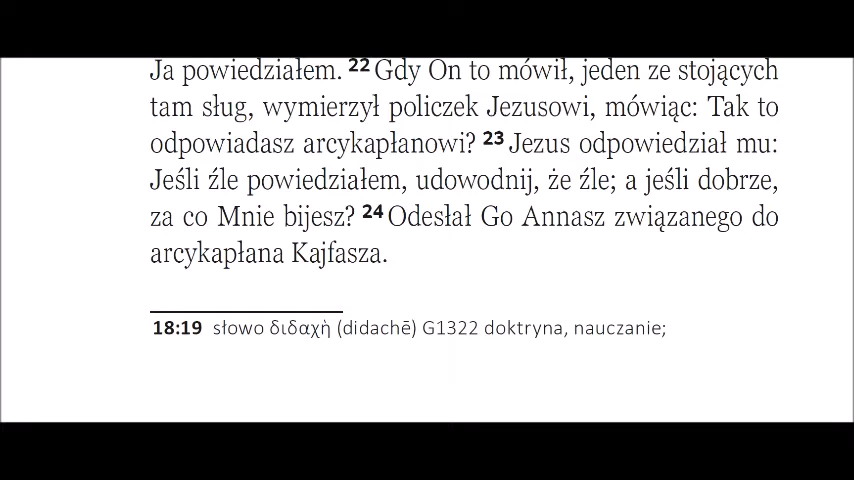 Ja powiedziałem. 22 Gdy On to mówił, jeden ze stojących
tam sług, wymierzył policzek Jezusowi, mówiąc: Tak to
odpowiadasz arcykapłanowi? 23 Jezus odpowiedział mu:
Jeśli źle powiedziałem, udowodnij, że źle; a jeśli dobrze,
za co Mnie bijesz? 24 Odesłał Go Annasz związanego do
arcykapłana Kajfasza.
18:19 słowo διδαχὴ (didachē) G1322 doktryna, nauczanie;